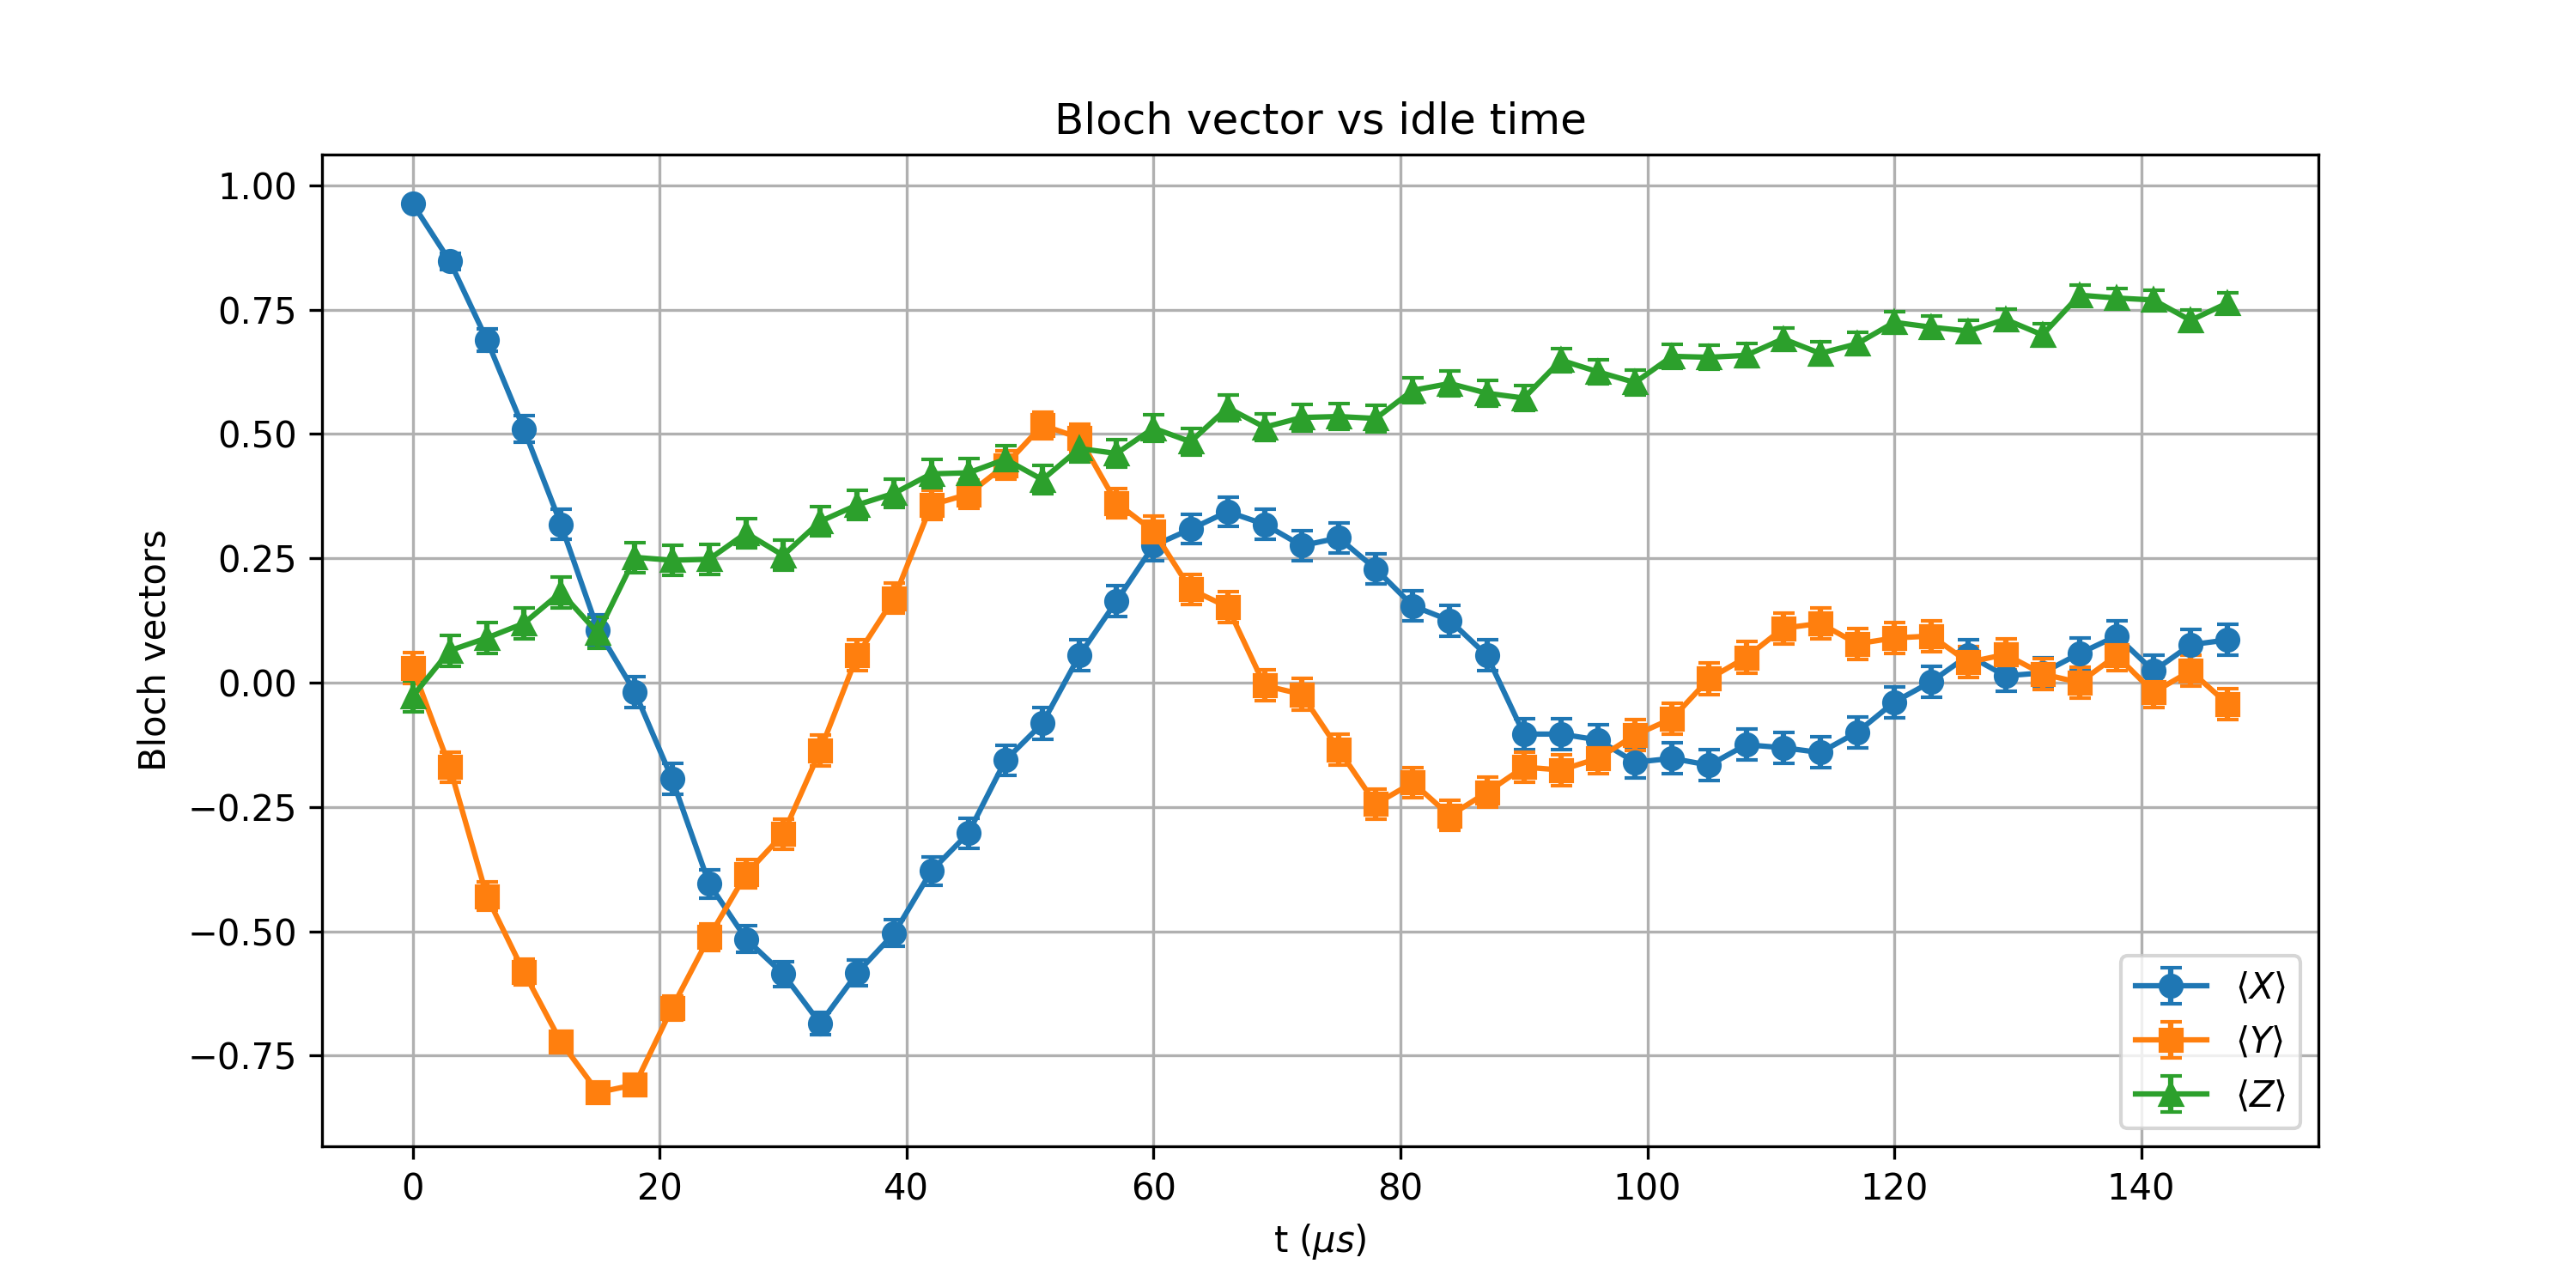 Bloch vector vs idle time
Bloch vectors
1.00
0.75
0.50
0.25
0.00
−0.25
−0.50
−0.75
0 20 40 60 80 100 120 140
t (μs)
⟨X⟩
⟨Y⟩
⟨Z⟩